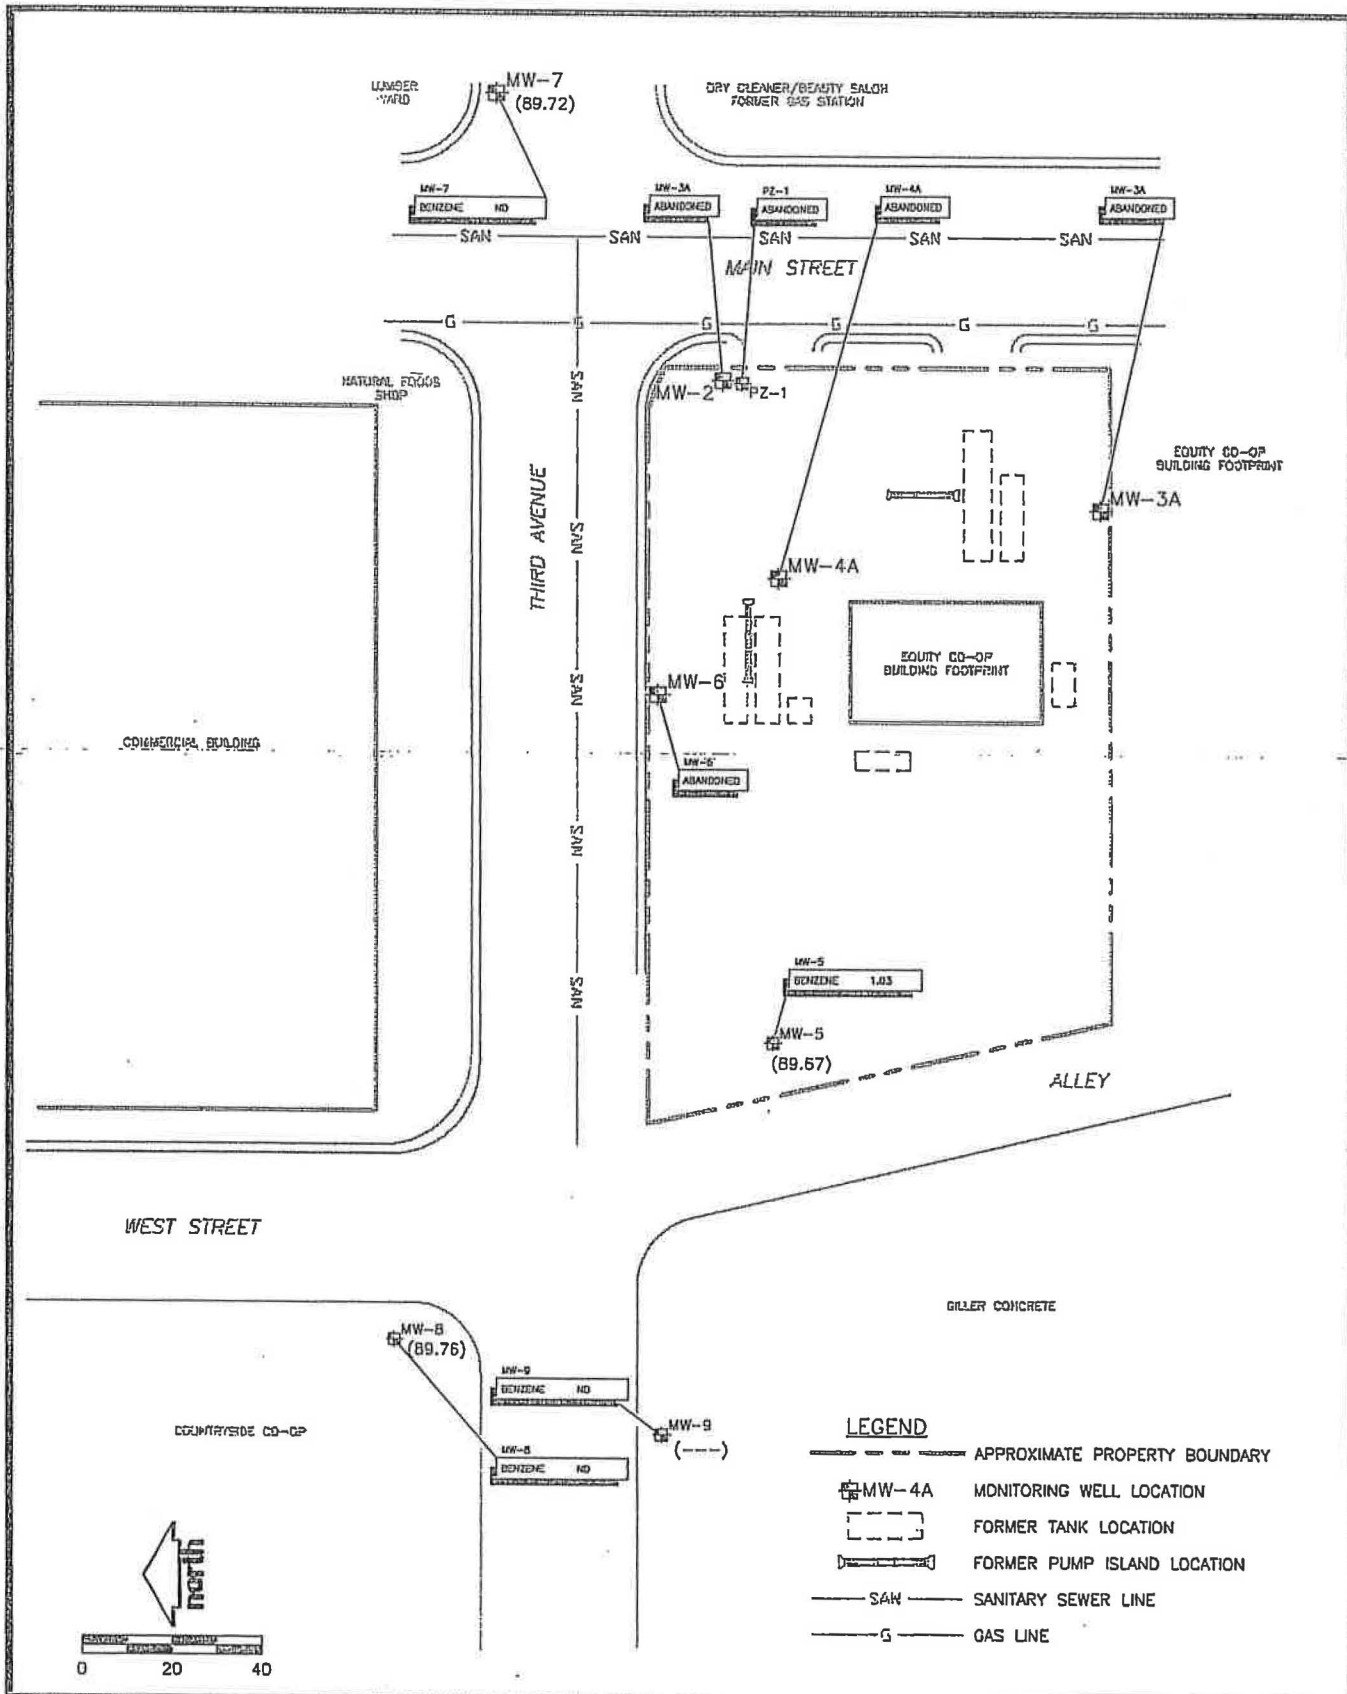 LUMBER
YARD
MW-7
(89.72)
DRY CLEANER/BEAUTY SALON
FORMER GAS STATION
MW-7
BENZENE ND
MW-3A
ABANDONED
PZ-1
ABANDONED
MW-4A
ABANDONED
MW-3A
ABANDONED
SAN SAN SAN SAN SAN
MAIN STREET
G G G G G G
NATURAL FOODS
SHOP
SAN
MW-2
PZ-1
THIRD AVENUE
EQUITY CO-OP
BUILDING FOOTPRINT
MW-3A
SAN
MW-4A
EQUITY CO-OP
BUILDING FOOTPRINT
MW-6
SAN
COMMERCIAL BUILDING
MW-6
ABANDONED
SAN
SAN
MW-5
BENZENE 1.03
MW-5
(89.67)
ALLEY
WEST STREET
GILLER CONCRETE
MW-8
(89.76)
MW-9
BENZENE ND
COUNTRYSIDE CO-OP
MW-9
(---)
MW-8
BENZENE ND
LEGEND
APPROXIMATE PROPERTY BOUNDARY
MW-4A MONITORING WELL LOCATION
FORMER TANK LOCATION
FORMER PUMP ISLAND LOCATION
SAN SANITARY SEWER LINE
G GAS LINE
north
0 20 40